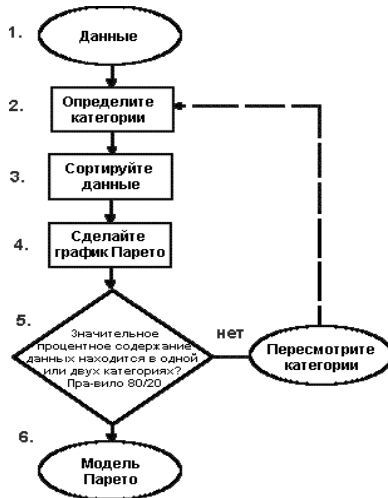 1. Данные
2. Определите
категории
3. Сортируйте
данные
4. Сделайте
график Парето
5. Значительное
процентное содержание
данных находится в одной
или двух категориях?
Пра-вило 80/20
нет
Пересмотрите
категории
6. Модель
Парето